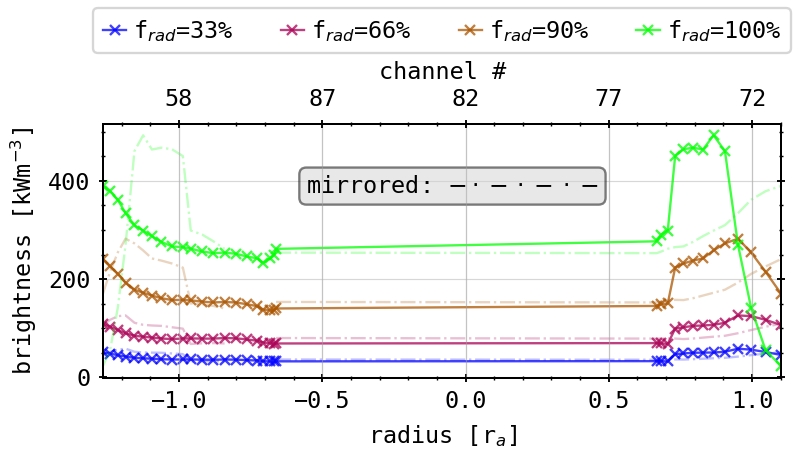 f_rad=33% f_rad=66% f_rad=90% f_rad=100%
channel #
58 87 82 77 72
brightness [kWm⁻³]
400
200
0
mirrored: —·—·—·—
−1.0 −0.5 0.0 0.5 1.0
radius [r_a]